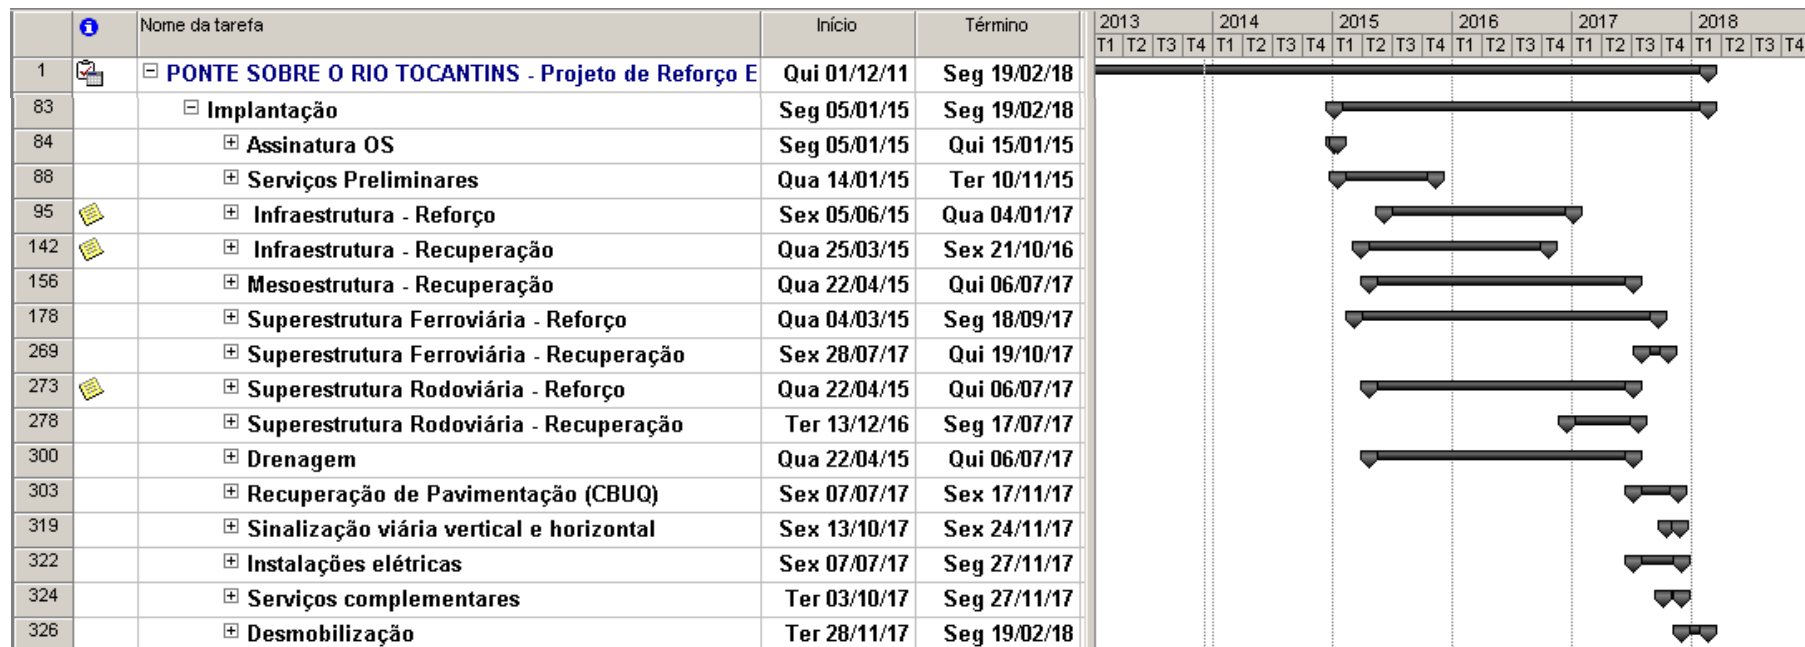 Nome da tarefa Início Término 2013 2014 2015 2016 2017 2018
T1 T2 T3 T4 T1 T2 T3 T4 T1 T2 T3 T4 T1 T2 T3 T4 T1 T2 T3 T4 T1 T2 T3 T4
1 PONTE SOBRE O RIO TOCANTINS - Projeto de Reforço E Qui 01/12/11 Seg 19/02/18
83 Implantação Seg 05/01/15 Seg 19/02/18
84 Assinatura OS Seg 05/01/15 Qui 15/01/15
88 Serviços Preliminares Qua 14/01/15 Ter 10/11/15
95 Infraestrutura - Reforço Sex 05/06/15 Qua 04/01/17
142 Infraestrutura - Recuperação Qua 25/03/15 Sex 21/10/16
156 Mesoestrutura - Recuperação Qua 22/04/15 Qui 06/07/17
178 Superestrutura Ferroviária - Reforço Qua 04/03/15 Seg 18/09/17
269 Superestrutura Ferroviária - Recuperação Sex 28/07/17 Qui 19/10/17
273 Superestrutura Rodoviária - Reforço Qua 22/04/15 Qui 06/07/17
278 Superestrutura Rodoviária - Recuperação Ter 13/12/16 Seg 17/07/17
300 Drenagem Qua 22/04/15 Qui 06/07/17
303 Recuperação de Pavimentação (CBUQ) Sex 07/07/17 Sex 17/11/17
319 Sinalização viária vertical e horizontal Sex 13/10/17 Sex 24/11/17
322 Instalações elétricas Sex 07/07/17 Seg 27/11/17
324 Serviços complementares Ter 03/10/17 Seg 27/11/17
326 Desmobilização Ter 28/11/17 Seg 19/02/18